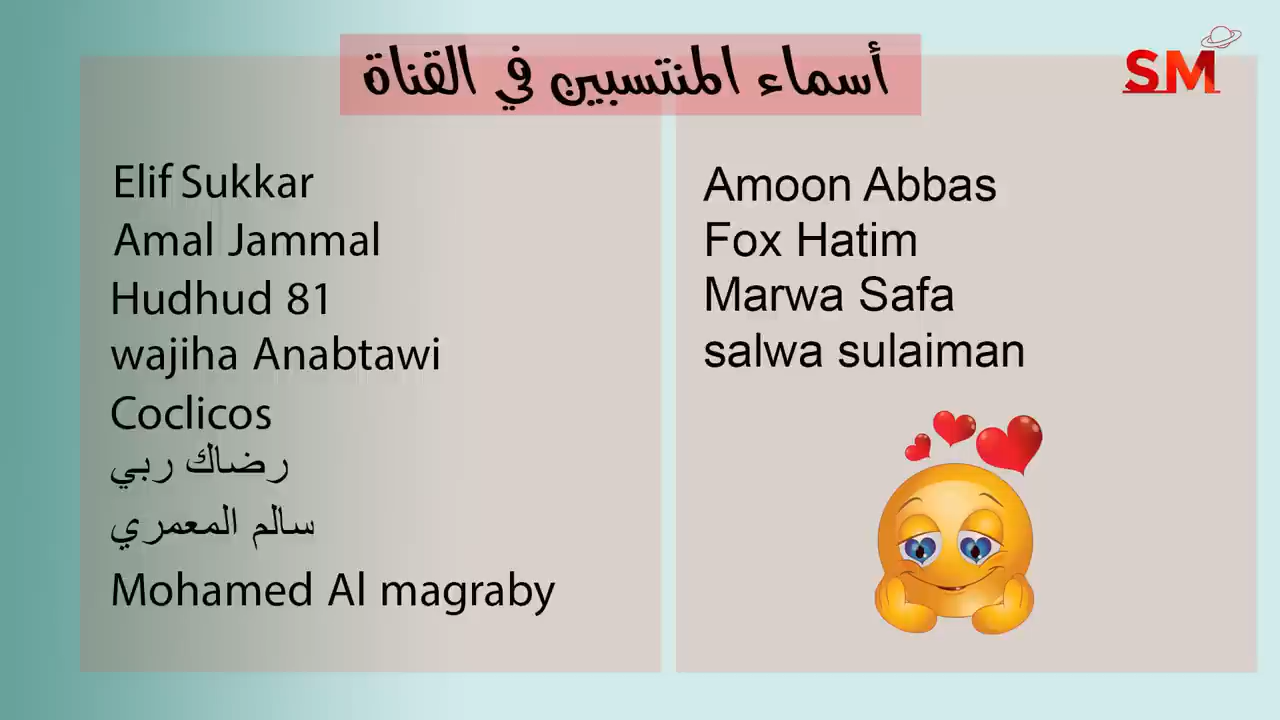 أسماء المنتسبين في القناة
SM
Elif Sukkar
Amal Jammal
Hudhud 81
wajiha Anabtawi
Coclicos
رضاك ربي
سالم المعمري
Mohamed Al magraby
Amoon Abbas
Fox Hatim
Marwa Safa
salwa sulaiman